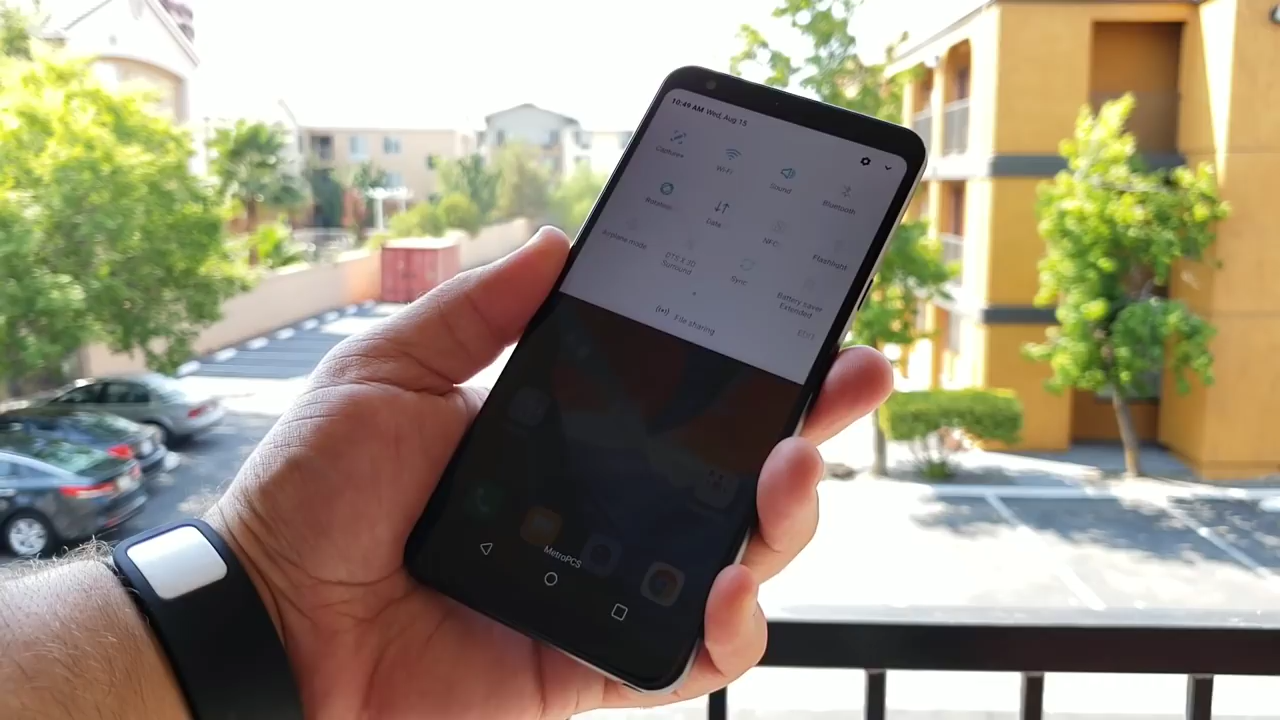 10:49 AM Wed, Aug 15
Capture+
Wi-Fi
Sound
Bluetooth
Rotation
Data
NFC
Flashlight
Airplane mode
DTS X 3D
Surround
Sync
Battery saver
Extended
File sharing
EDIT
MetroPCS